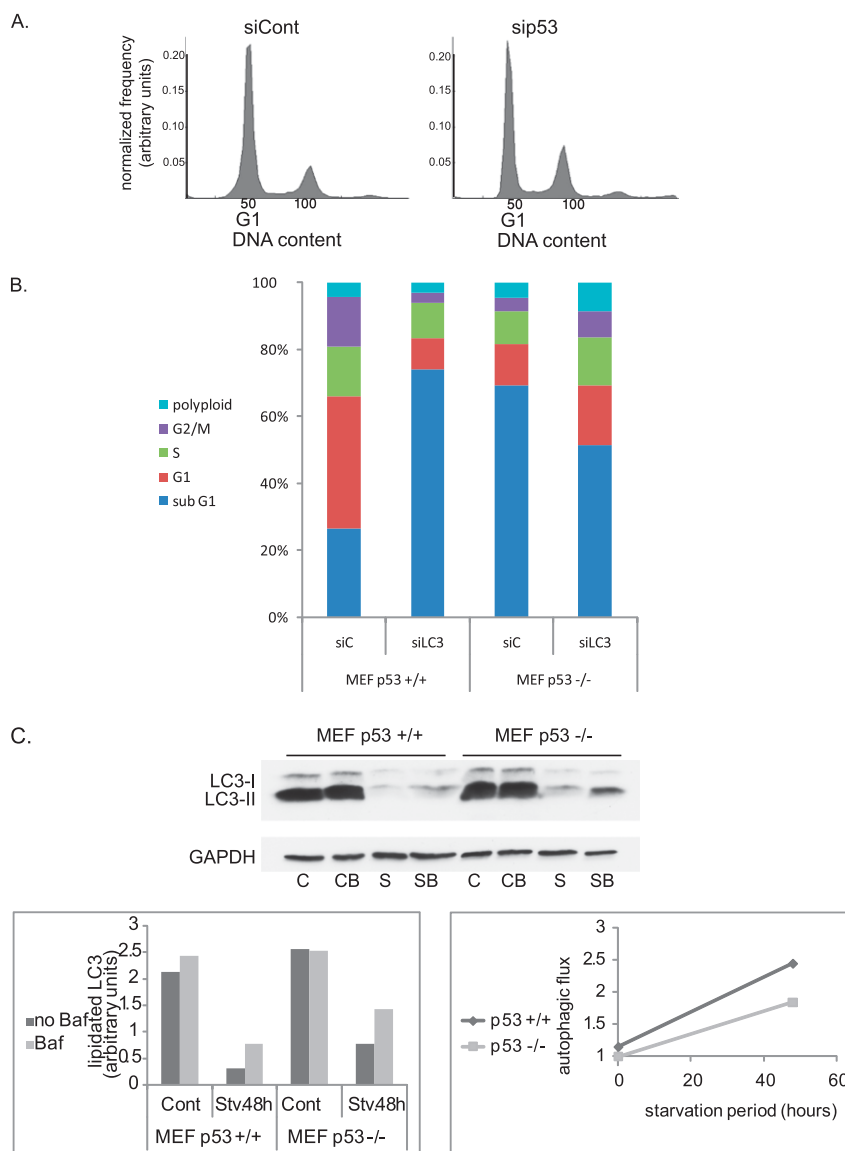 A.
siCont
sip53
normalized frequency
(arbitrary units)
0.20
0.15
0.10
0.05
50
100
G1
DNA content
0.20
0.15
0.10
0.05
50
100
G1
DNA content
B.
100
80%
60%
40%
20%
0%
polyploid
G2/M
S
G1
sub G1
siC
siLC3
siC
siLC3
MEF p53 +/+
MEF p53 -/-
C.
MEF p53 +/+
MEF p53 -/-
LC3-I
LC3-II
GAPDH
C CB S SB C CB S SB
lipidated LC3
(arbitrary units)
3
2.5
2
1.5
1
0.5
0
no Baf
Baf
Cont
Stv.48h
Cont
Stv.48h
MEF p53 +/+
MEF p53 -/-
autophagic flux
3
2.5
2
1.5
1
p53 +/+
p53 -/-
0 20 40 60
starvation period (hours)